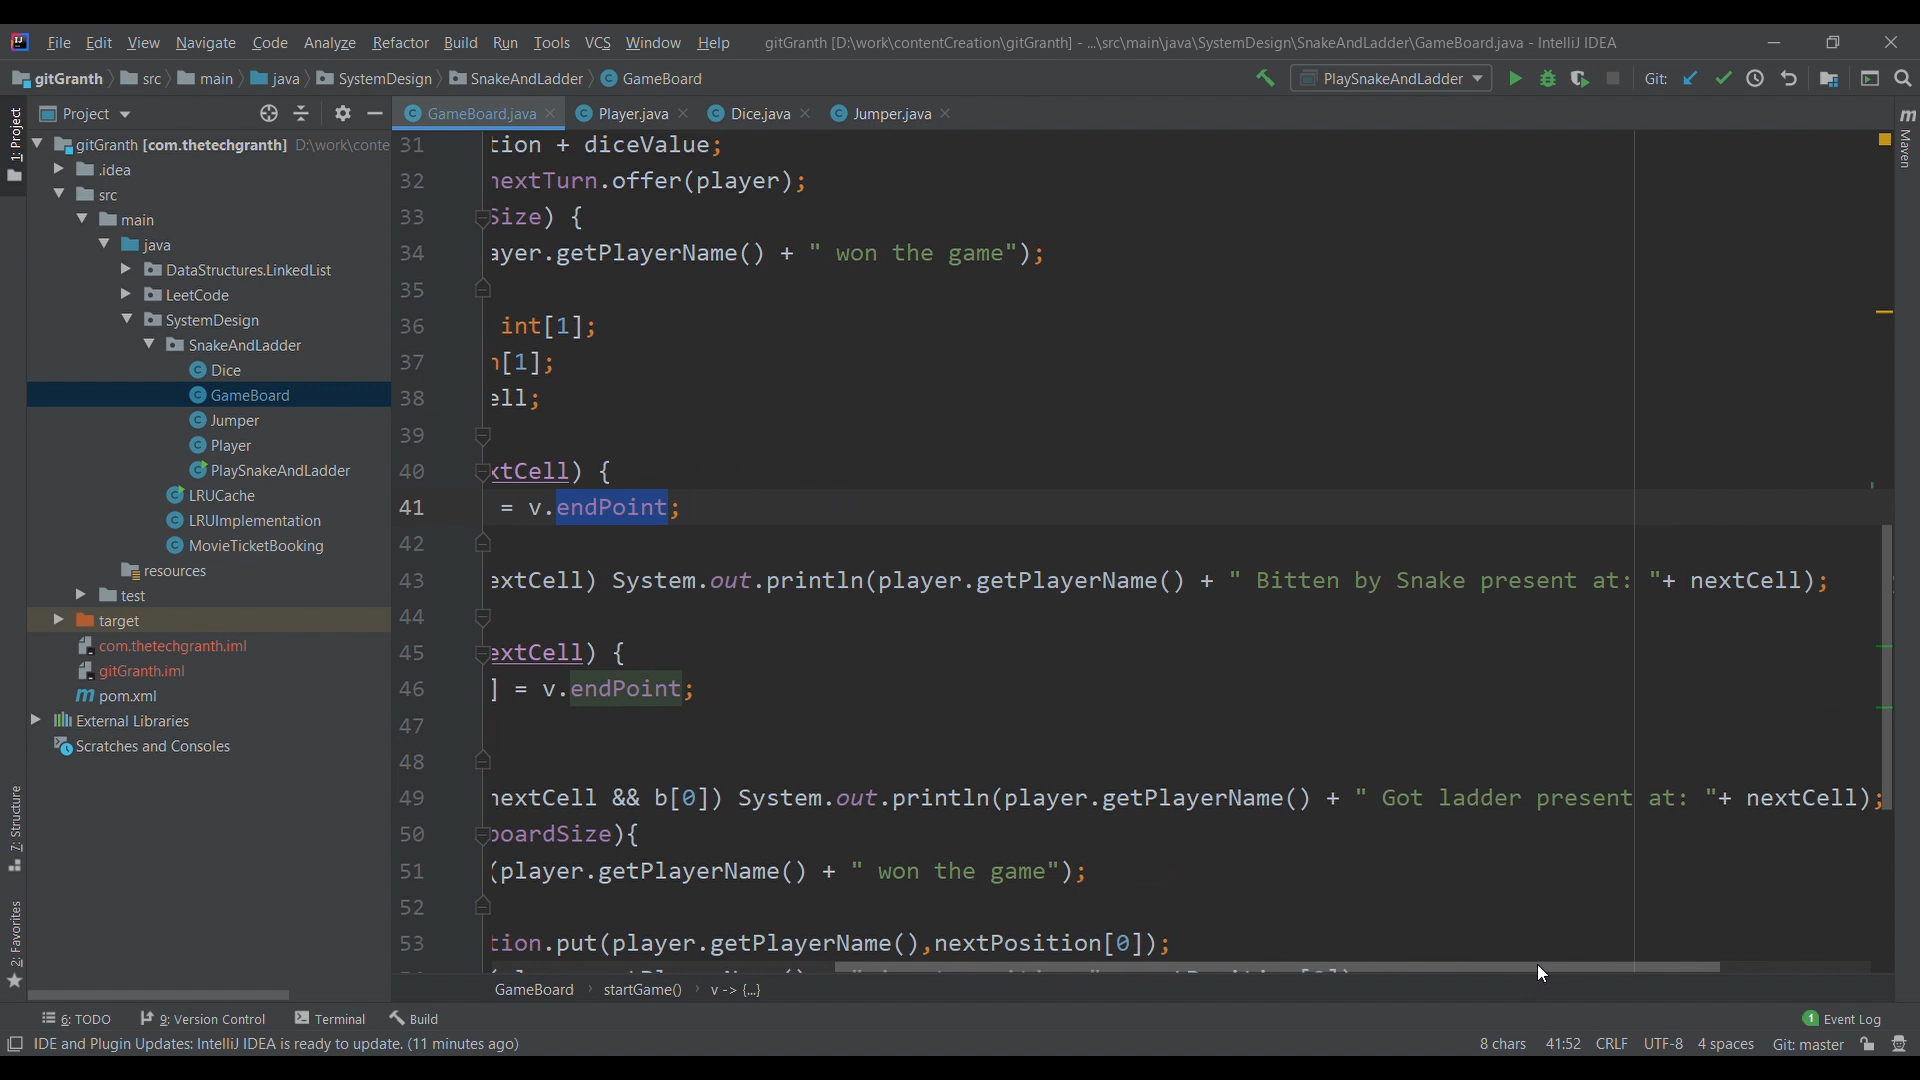 File Edit View Navigate Code Analyze Refactor Build Run Tools VCS Window Help gitGranth [D:\work\contentCreation\gitGranth] - ...\src\main\java\SystemDesign\SnakeAndLadder\GameBoard.java - IntelliJ IDEA
gitGranth src main java SystemDesign SnakeAndLadder GameBoard PlaySnakeAndLadder Git:
Project GameBoard.java Player.java Dice.java Jumper.java
1: Project
7: Structure
2: Favorites
Maven
gitGranth [com.thetechgranth] D:\work\conte
.idea
src
main
java
DataStructures.LinkedList
LeetCode
SystemDesign
SnakeAndLadder
Dice
GameBoard
Jumper
Player
PlaySnakeAndLadder
LRUCache
LRUImplementation
MovieTicketBooking
resources
test
target
com.thetechgranth.iml
gitGranth.iml
pom.xml
External Libraries
Scratches and Consoles
31 tion + diceValue;
32 nextTurn.offer(player);
33 Size) {
34 ayer.getPlayerName() + " won the game");
35
36 int[1];
37 n[1];
38 ell;
39
40 xtCell) {
41 = v.endPoint;
42
43 extCell) System.out.println(player.getPlayerName() + " Bitten by Snake present at: "+ nextCell);
44
45 extCell) {
46 ] = v.endPoint;
47
48
49 nextCell && b[0]) System.out.println(player.getPlayerName() + " Got ladder present at: "+ nextCell);
50 boardSize){
51 (player.getPlayerName() + " won the game");
52
53 tion.put(player.getPlayerName(),nextPosition[0]);
GameBoard startGame() v -> {...}
6: TODO 9: Version Control Terminal Build 1 Event Log
IDE and Plugin Updates: IntelliJ IDEA is ready to update. (11 minutes ago) 8 chars 41:52 CRLF UTF-8 4 spaces Git: master